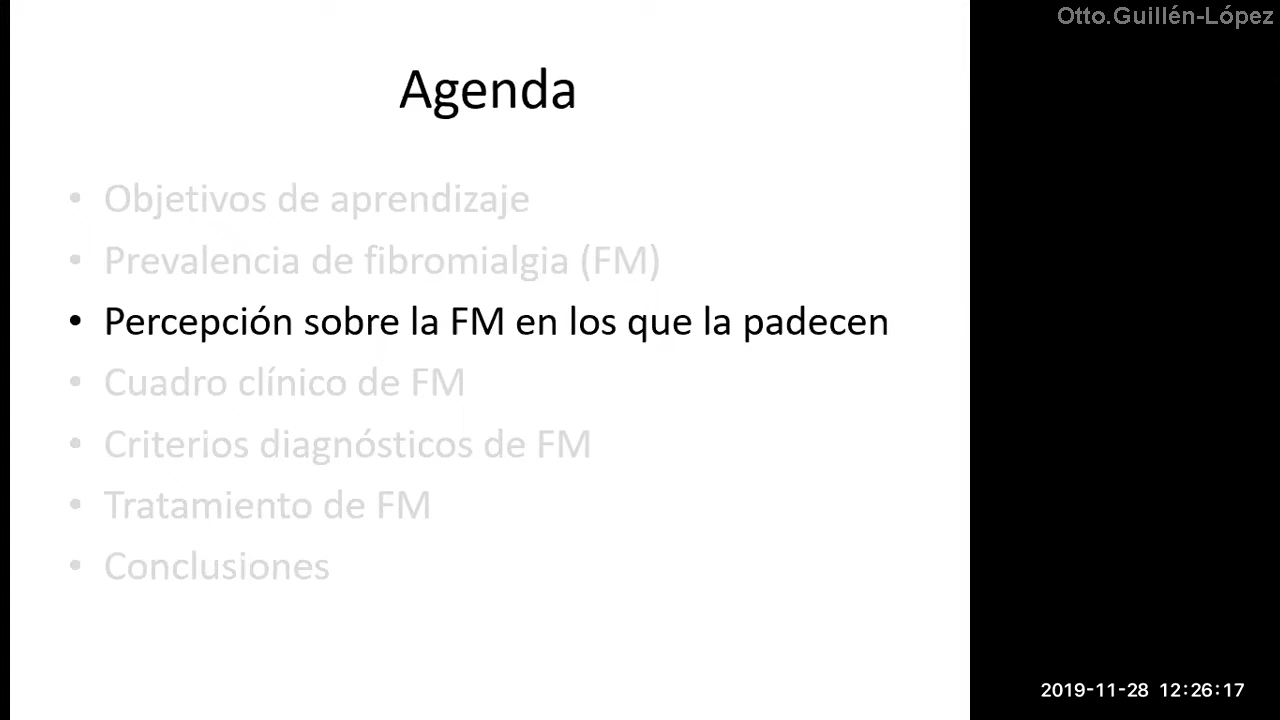 Otto.Guillén-López
Agenda
• Objetivos de aprendizaje
• Prevalencia de fibromialgia (FM)
• Percepción sobre la FM en los que la padecen
• Cuadro clínico de FM
• Criterios diagnósticos de FM
• Tratamiento de FM
• Conclusiones
2019-11-28 12:26:17